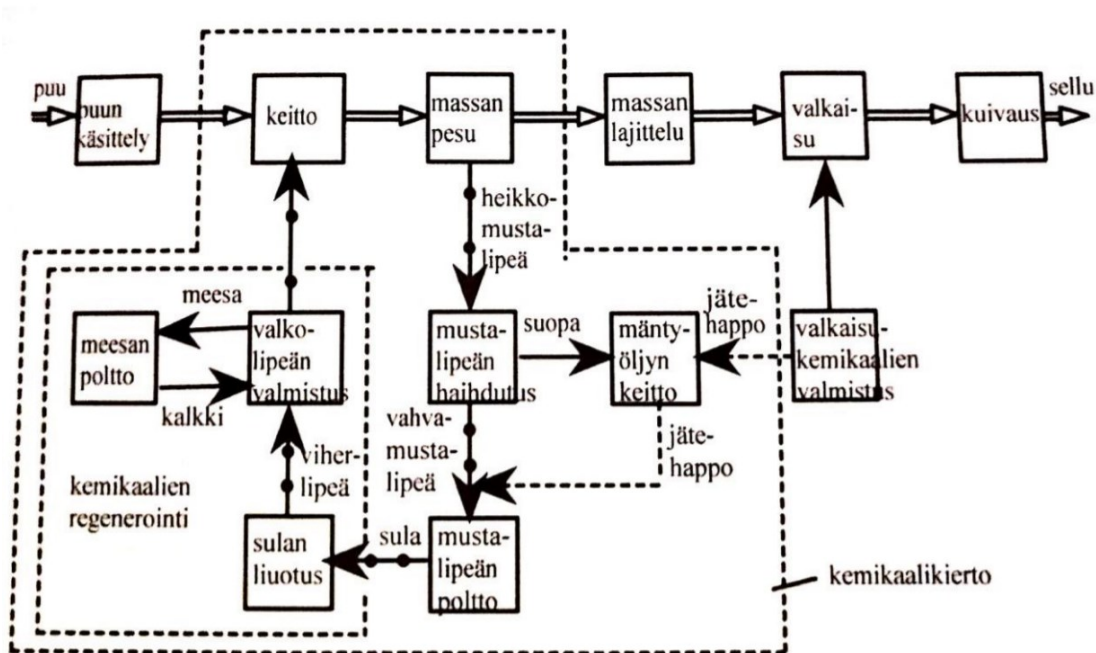 puu
puun
käsittely
keitto
massan
pesu
massan
lajittelu
valkai-
su
kuivaus
sellu
heikko-
musta-
lipeä
meesa
meesan
poltto
kalkki
valko-
lipeän
valmistus
musta-
lipeän
haihdutus
suopa
mänty-
öljyn
keitto
jäte-
happo
valkaisu-
kemikaalien
valmistus
vahva-
musta-
lipeä
jäte-
happo
viher-
lipeä
kemikaalien
regenerointi
sulan
liuotus
sula
musta-
lipeän
poltto
kemikaalikierto